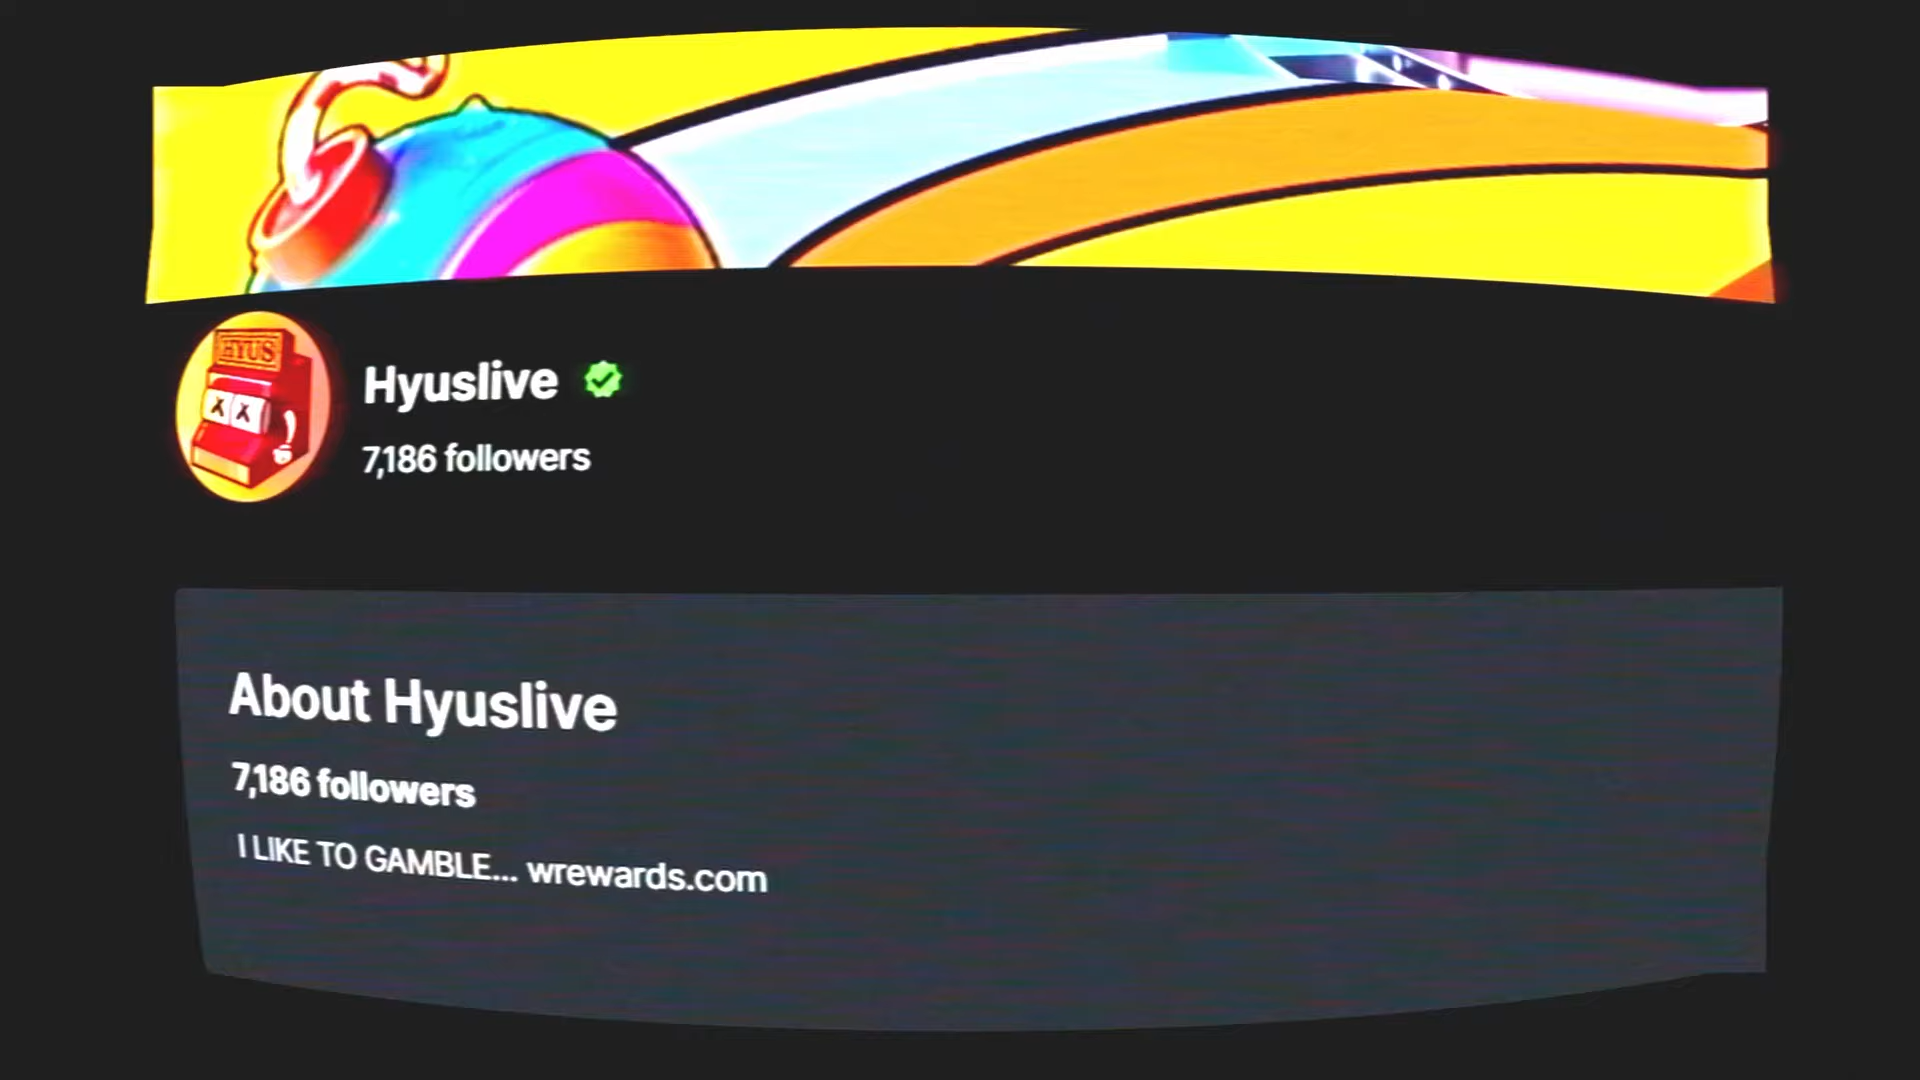 HYUS
X X
Hyuslive
7,186 followers
About Hyuslive
7,186 followers
I LIKE TO GAMBLE... wrewards.com